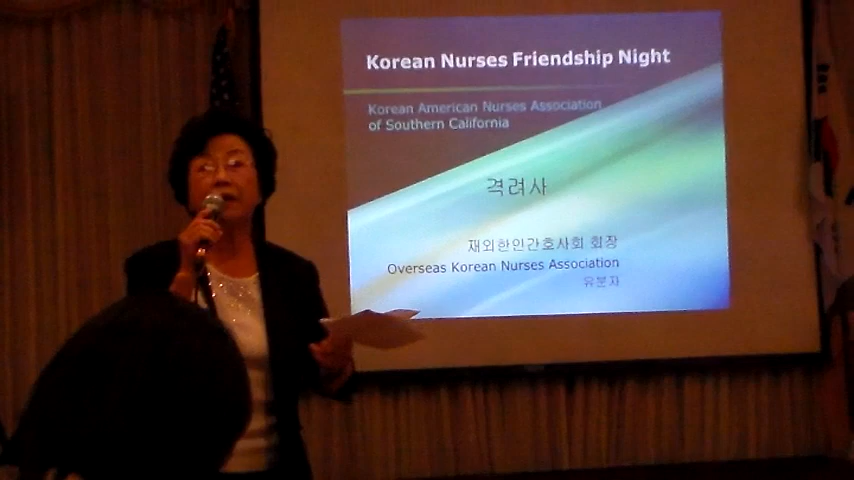 Korean Nurses Friendship Night
Korean American Nurses Association
of Southern California
격려사
재외한인간호사회 회장
Overseas Korean Nurses Association
유분자